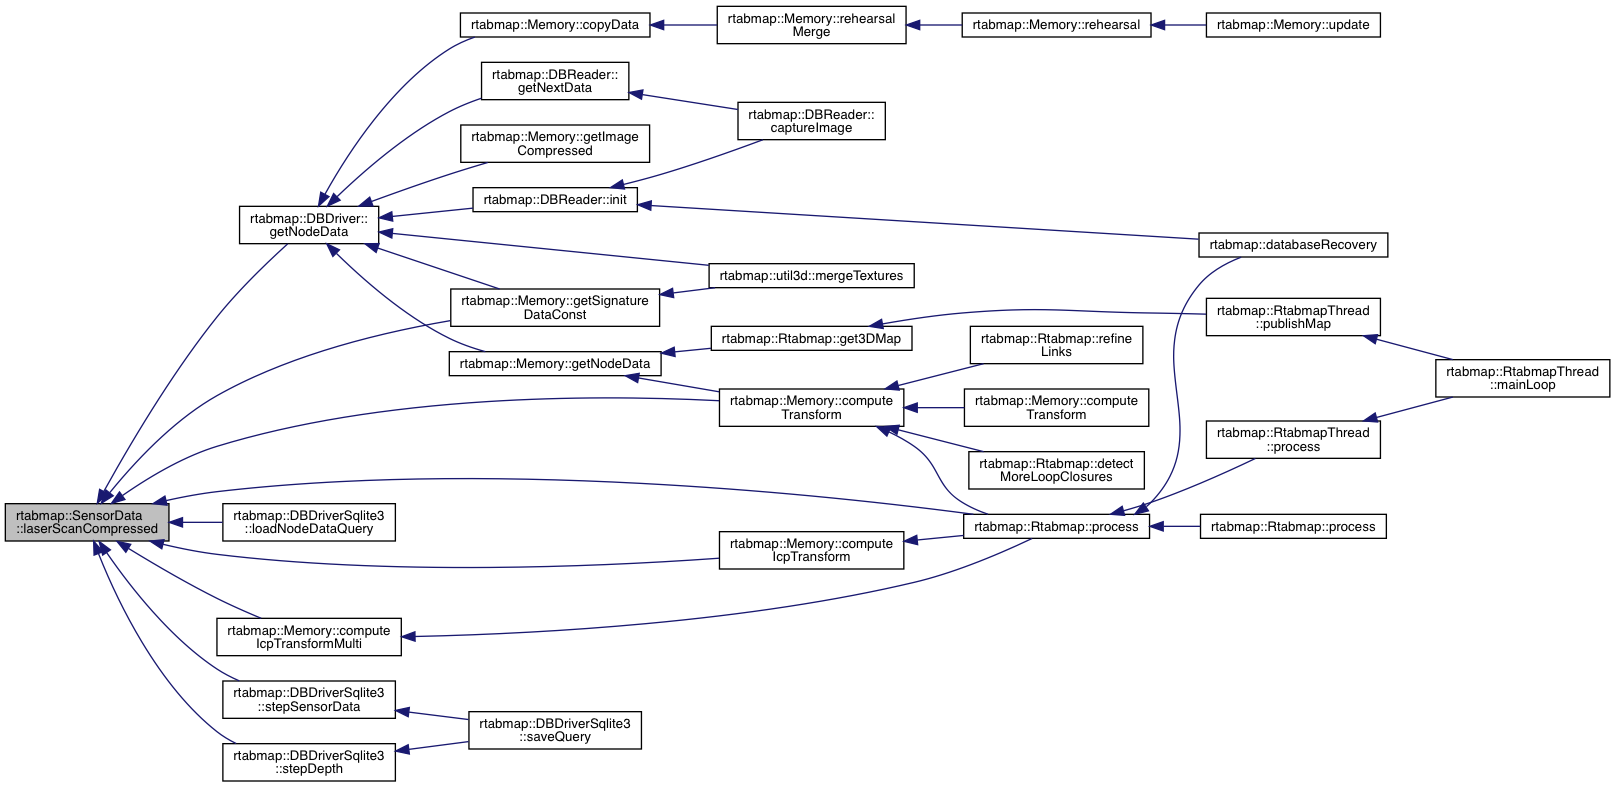 rtabmap::Memory::copyData
rtabmap::Memory::rehearsal
Merge
rtabmap::Memory::rehearsal
rtabmap::Memory::update
rtabmap::DBReader::
getNextData
rtabmap::DBReader::
captureImage
rtabmap::Memory::getImage
Compressed
rtabmap::DBReader::init
rtabmap::DBDriver::
getNodeData
rtabmap::databaseRecovery
rtabmap::util3d::mergeTextures
rtabmap::Memory::getSignature
DataConst
rtabmap::RtabmapThread
::publishMap
rtabmap::Rtabmap::get3DMap
rtabmap::Rtabmap::refine
Links
rtabmap::Memory::getNodeData
rtabmap::RtabmapThread
::mainLoop
rtabmap::Memory::compute
Transform
rtabmap::Memory::compute
Transform
rtabmap::RtabmapThread
::process
rtabmap::Rtabmap::detect
MoreLoopClosures
rtabmap::SensorData
::laserScanCompressed
rtabmap::DBDriverSqlite3
::loadNodeDataQuery
rtabmap::Rtabmap::process
rtabmap::Rtabmap::process
rtabmap::Memory::compute
IcpTransform
rtabmap::Memory::compute
IcpTransformMulti
rtabmap::DBDriverSqlite3
::stepSensorData
rtabmap::DBDriverSqlite3
::saveQuery
rtabmap::DBDriverSqlite3
::stepDepth